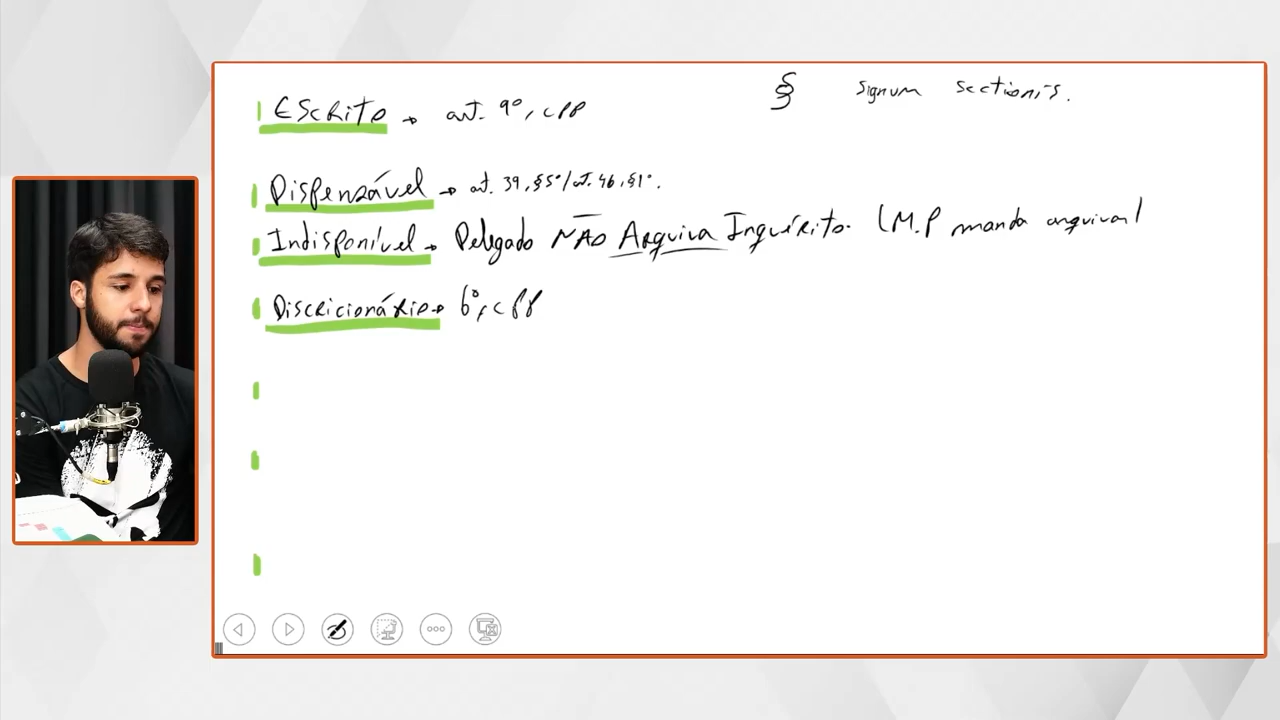 § signum sectionis.
Escrito → art. 9º, CPP
Dispensável → art. 39, §5º/art. 46, §1º.
Indisponível → Delegado NÃO Arquiva Inquérito. (M.P manda arquivar)
Discricionário → 6º, CPP